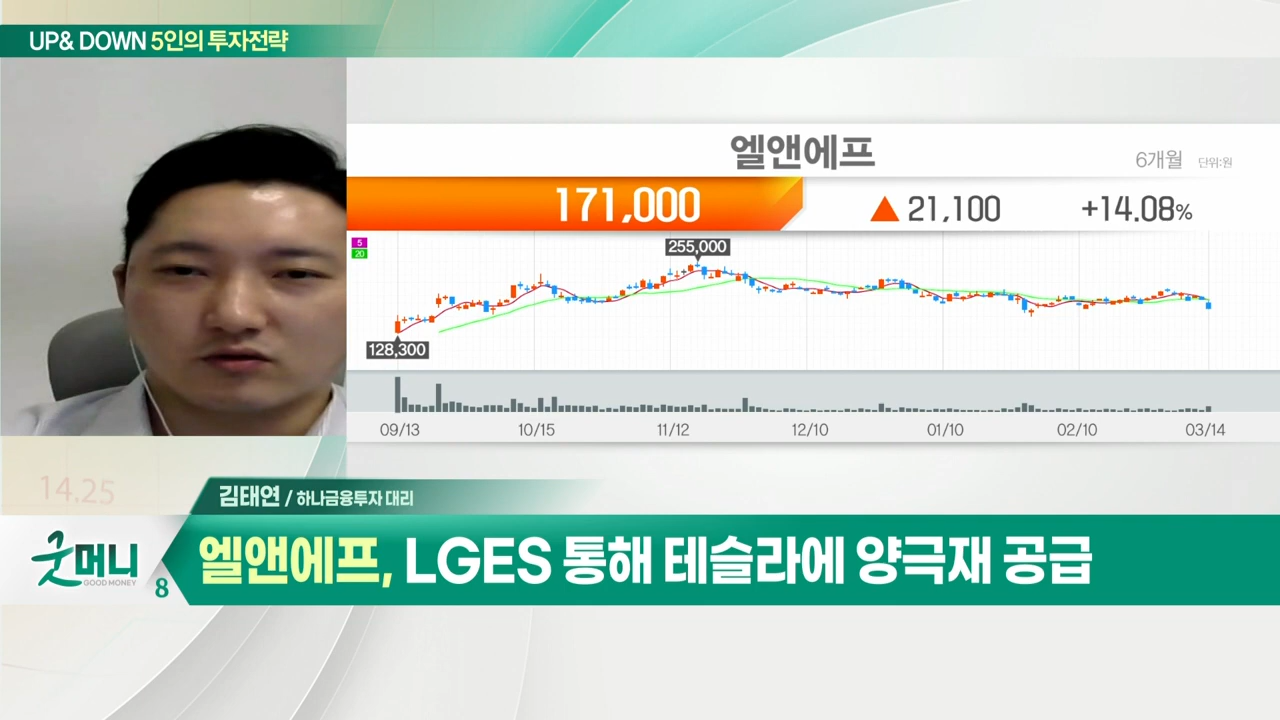 UP& DOWN 5인의 투자전략
엘앤에프
6개월 단위:원
171,000 ▲ 21,100 +14.08%
5
20
255,000
128,300
09/13 10/15 11/12 12/10 01/10 02/10 03/14
14.25
김태연 / 하나금융투자 대리
굿머니
GOOD MONEY
8
엘앤에프, LGES 통해 테슬라에 양극재 공급